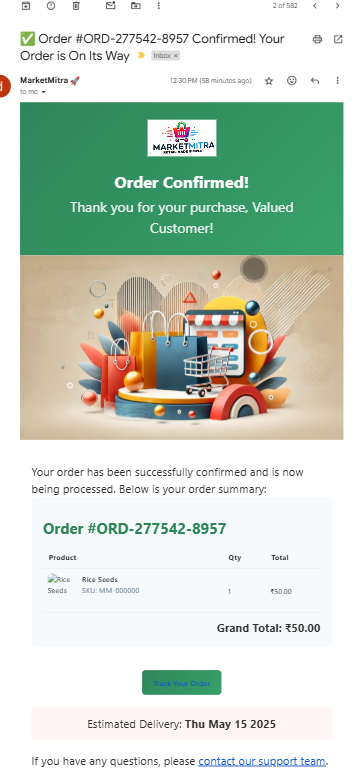 2 of 582
✅ Order #ORD-277542-8957 Confirmed! Your
Order is On Its Way
Inbox ×
MarketMitra 🚀
12:30 PM (58 minutes ago)
to me
MARKETMITRA
Order Confirmed!
Thank you for your purchase, Valued
Customer!
Your order has been successfully confirmed and is now
being processed. Below is your order summary:
Order #ORD-277542-8957
Product Qty Total
Rice Seeds
Rice Seeds
SKU: MM-000000
1 ₹50.00
Grand Total: ₹50.00
Track Your Order
Estimated Delivery: Thu May 15 2025
If you have any questions, please contact our support team.